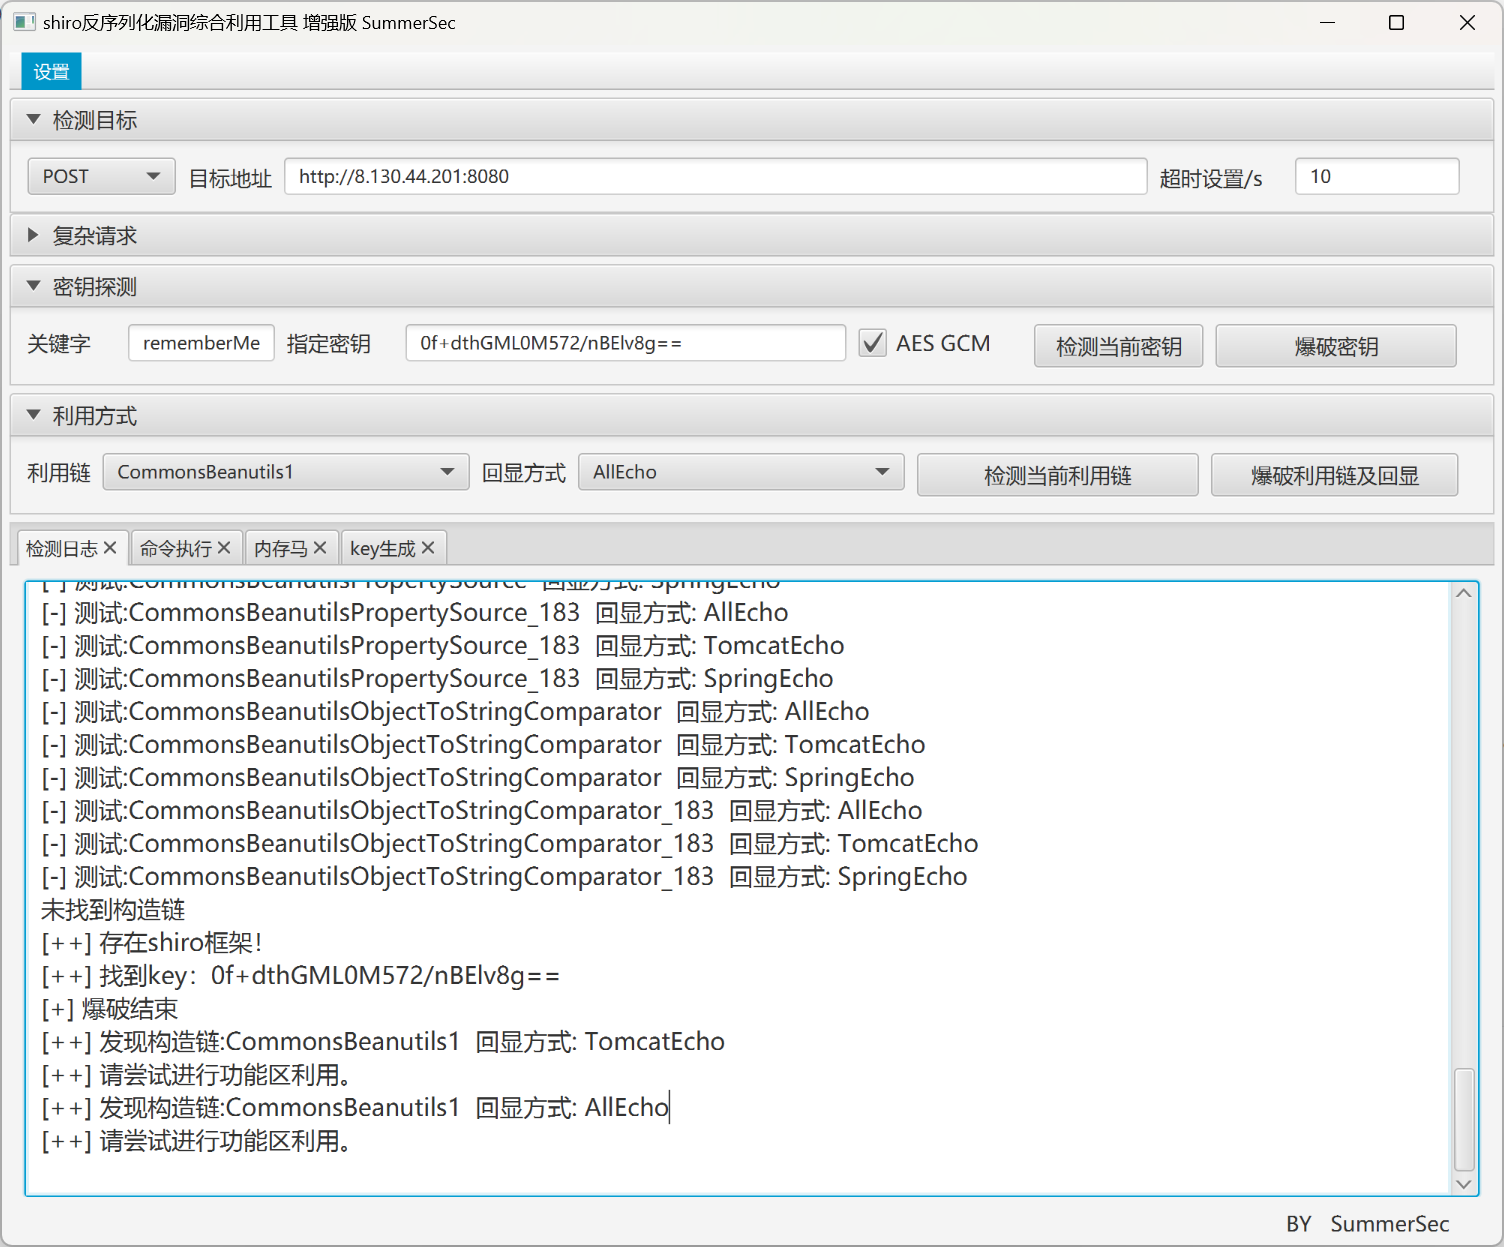 shiro反序列化漏洞综合利用工具 增强版 SummerSec
设置
检测目标
POST 目标地址 http://8.130.44.201:8080 超时设置/s 10
复杂请求
密钥探测
关键字 rememberMe 指定密钥 0f+dthGML0M572/nBElv8g== AES GCM 检测当前密钥 爆破密钥
利用方式
利用链 CommonsBeanutils1 回显方式 AllEcho 检测当前利用链 爆破利用链及回显
检测日志 命令执行 内存马 key生成
[-] 测试:CommonsBeanutilsPropertySource 回显方式: SpringEcho
[-] 测试:CommonsBeanutilsPropertySource_183 回显方式: AllEcho
[-] 测试:CommonsBeanutilsPropertySource_183 回显方式: TomcatEcho
[-] 测试:CommonsBeanutilsPropertySource_183 回显方式: SpringEcho
[-] 测试:CommonsBeanutilsObjectToStringComparator 回显方式: AllEcho
[-] 测试:CommonsBeanutilsObjectToStringComparator 回显方式: TomcatEcho
[-] 测试:CommonsBeanutilsObjectToStringComparator 回显方式: SpringEcho
[-] 测试:CommonsBeanutilsObjectToStringComparator_183 回显方式: AllEcho
[-] 测试:CommonsBeanutilsObjectToStringComparator_183 回显方式: TomcatEcho
[-] 测试:CommonsBeanutilsObjectToStringComparator_183 回显方式: SpringEcho
未找到构造链
[++] 存在shiro框架！
[++] 找到key：0f+dthGML0M572/nBElv8g==
[+] 爆破结束
[++] 发现构造链:CommonsBeanutils1 回显方式: TomcatEcho
[++] 请尝试进行功能区利用。
[++] 发现构造链:CommonsBeanutils1 回显方式: AllEcho
[++] 请尝试进行功能区利用。
BY SummerSec